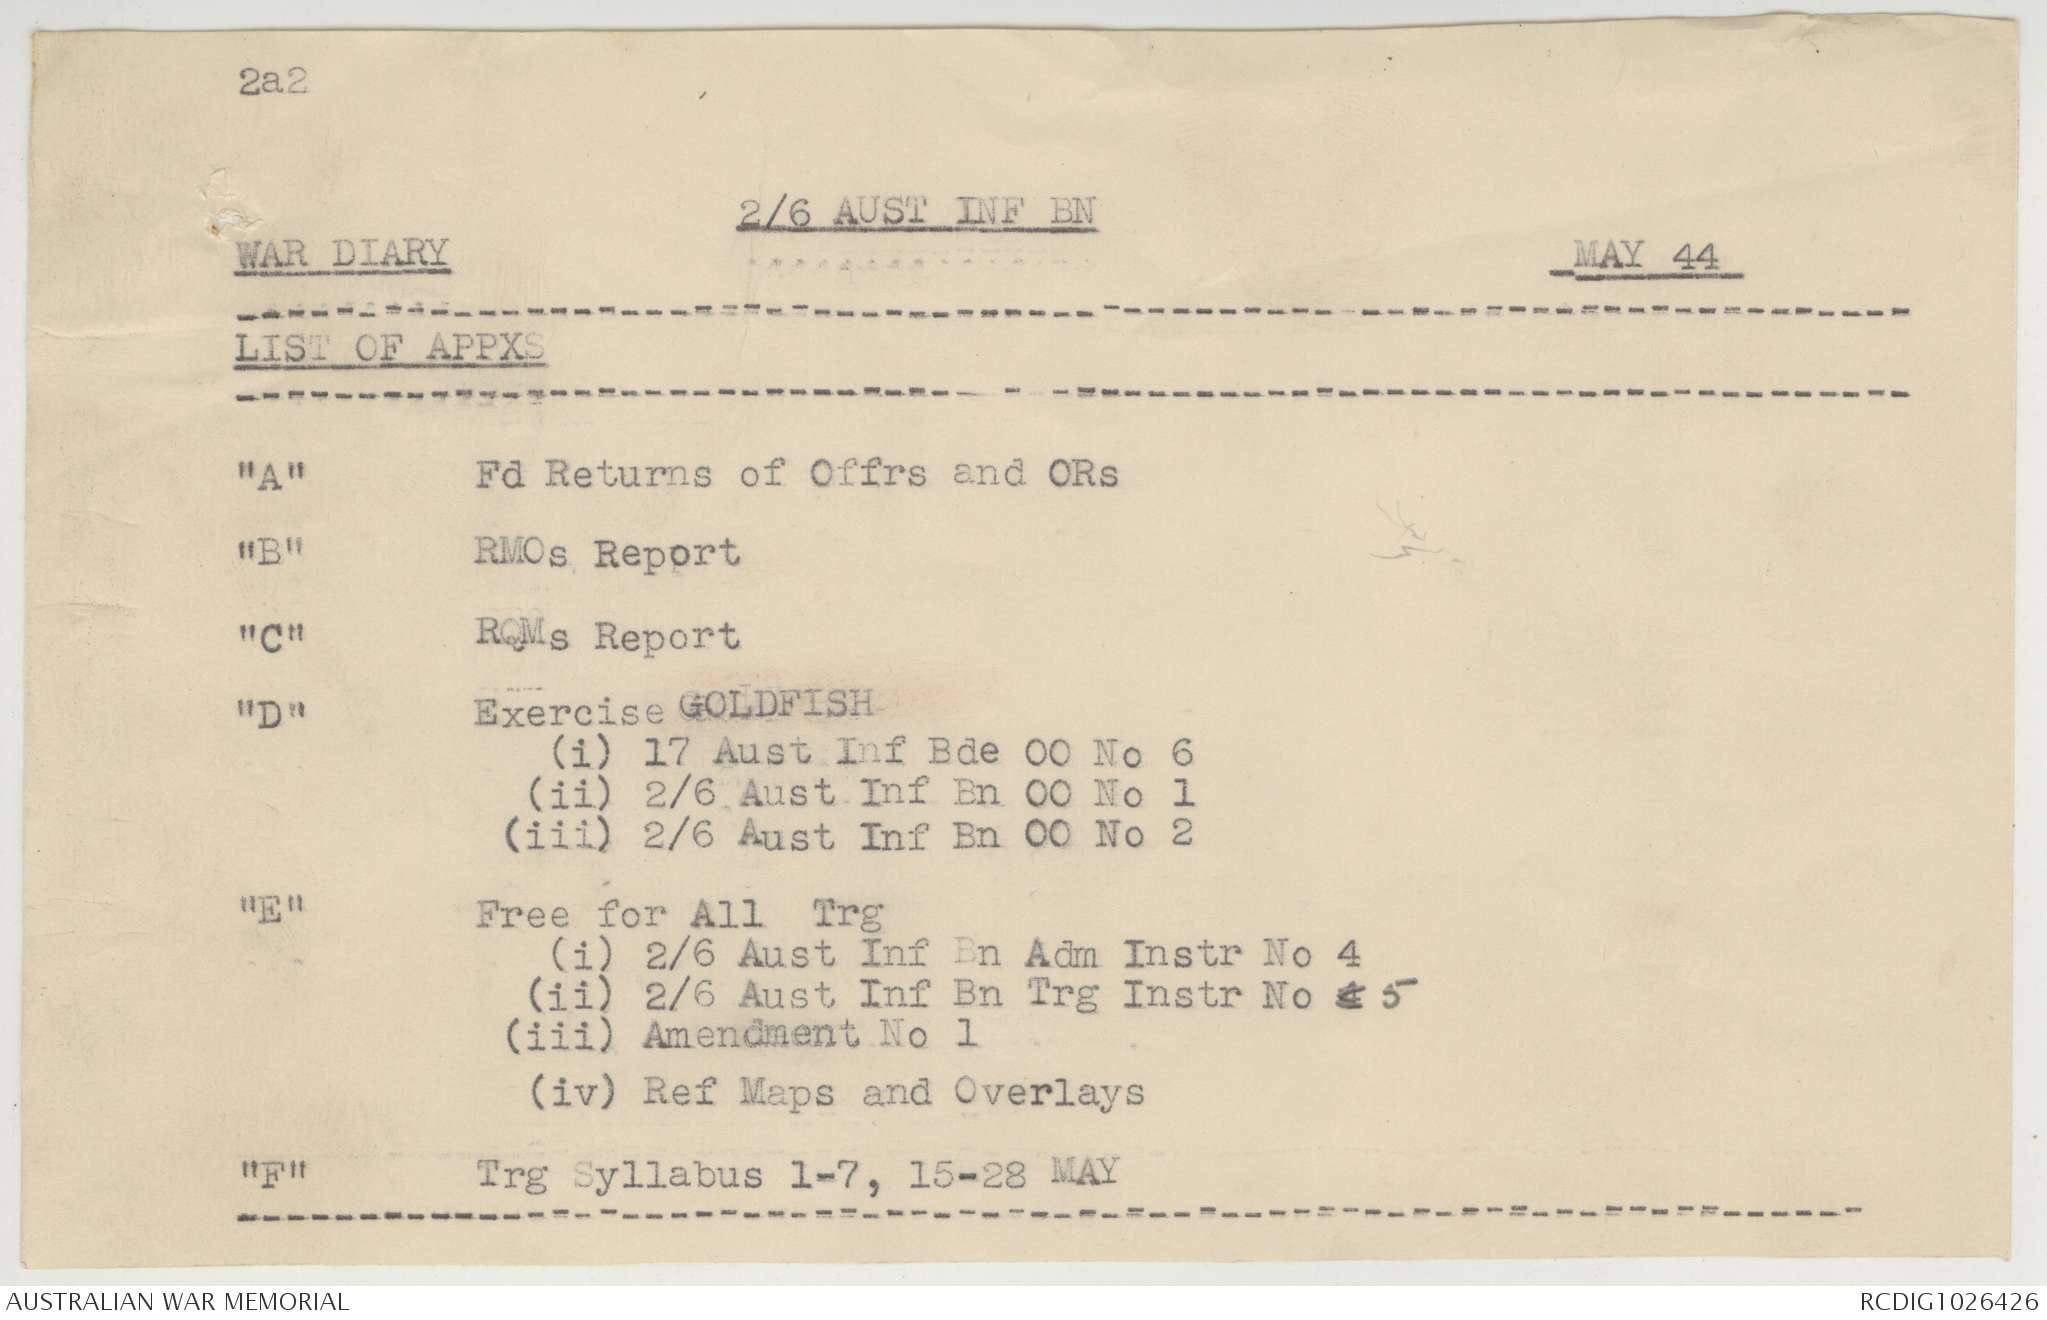 2a2
2/6 AUST INF BN
WAR DIARY MAY 44
LIST OF APPXS
"A" Fd Returns of Offrs and ORs
"B" RMOs Report
"C" RQMs Report
"D" Exercise GOLDFISH
(i) 17 Aust Inf Bde OO No 6
(ii) 2/6 Aust Inf Bn OO No 1
(iii) 2/6 Aust Inf Bn OO No 2
"E" Free for All Trg
(i) 2/6 Aust Inf Bn Adm Instr No 4
(ii) 2/6 Aust Inf Bn Trg Instr No 5
(iii) Amendment No 1
(iv) Ref Maps and Overlays
"F" Trg Syllabus 1-7, 15-28 MAY
AUSTRALIAN WAR MEMORIAL RCDIG1026426